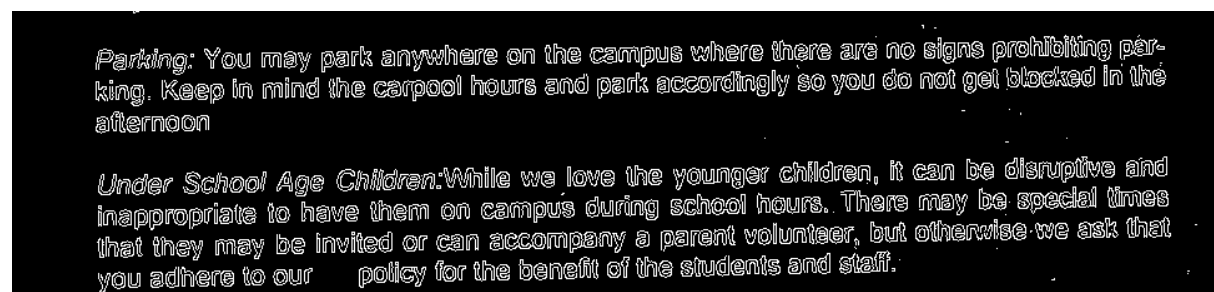 Parking: You may park anywhere on the campus where there are no signs prohibiting par-
king. Keep in mind the carpool hours and park accordingly so you do not get blocked in the
afternoon
Under School Age Children:While we love the younger children, it can be disruptive and
inappropriate to have them on campus during school hours. There may be special times
that they may be invited or can accompany a parent volunteer, but otherwise we ask that
you adhere to our policy for the benefit of the students and staff.